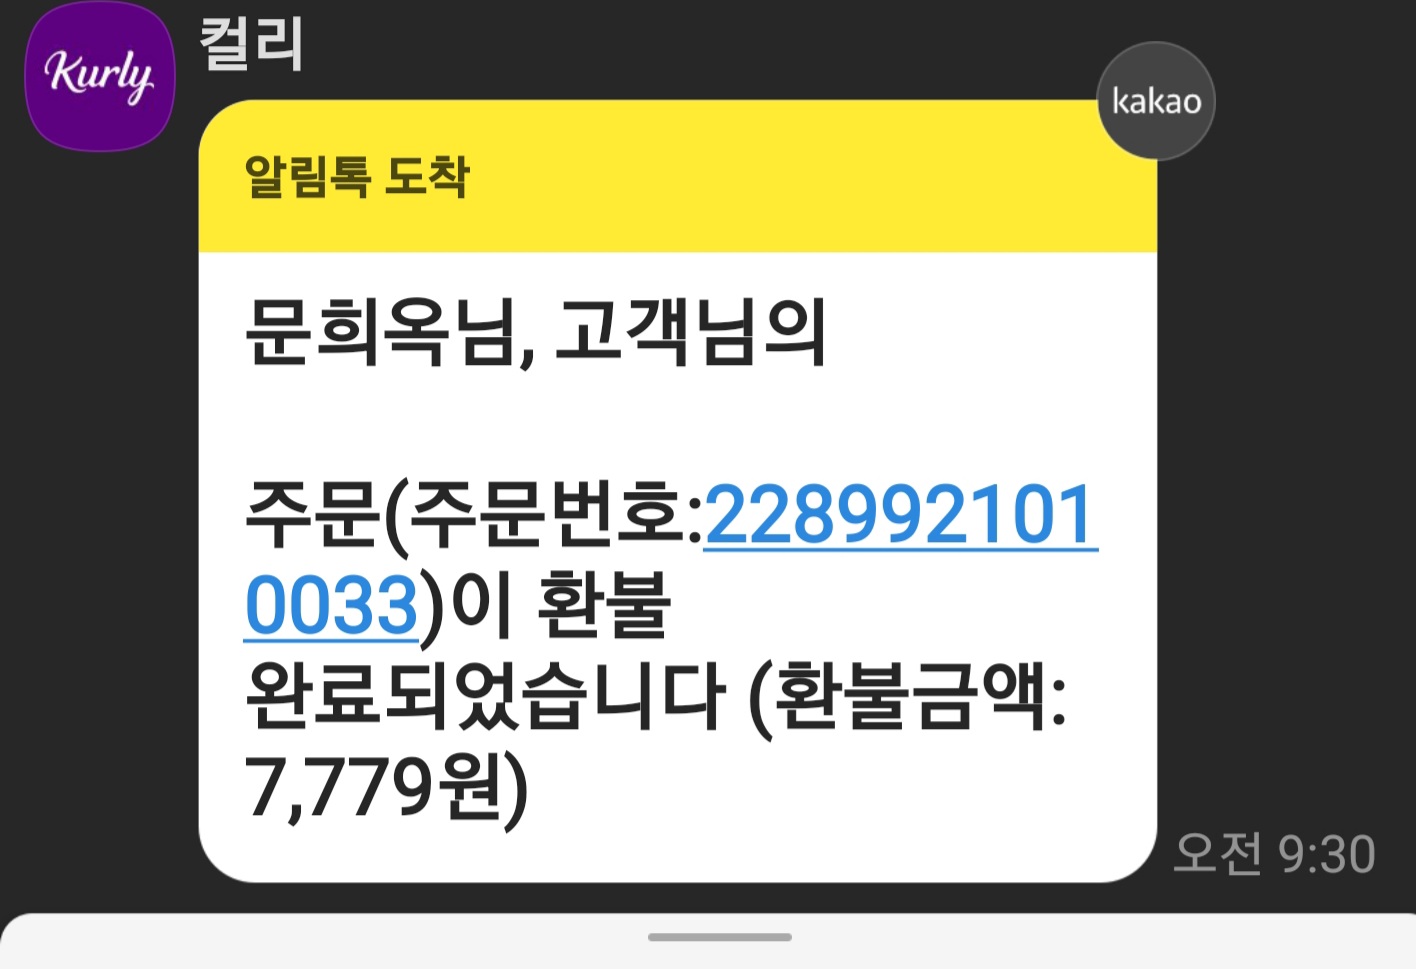 Kurly
컬리
kakao
알림톡 도착
문희옥님, 고객님의
주문(주문번호:228992101
0033)이 환불
완료되었습니다 (환불금액:
7,779원)
오전 9:30